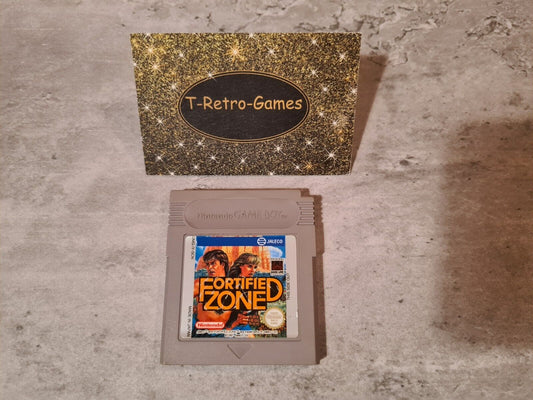 T-Retro-Games
Nintendo GAME BOY
JALECO
FORTIFIED
ZONE
Nintendo